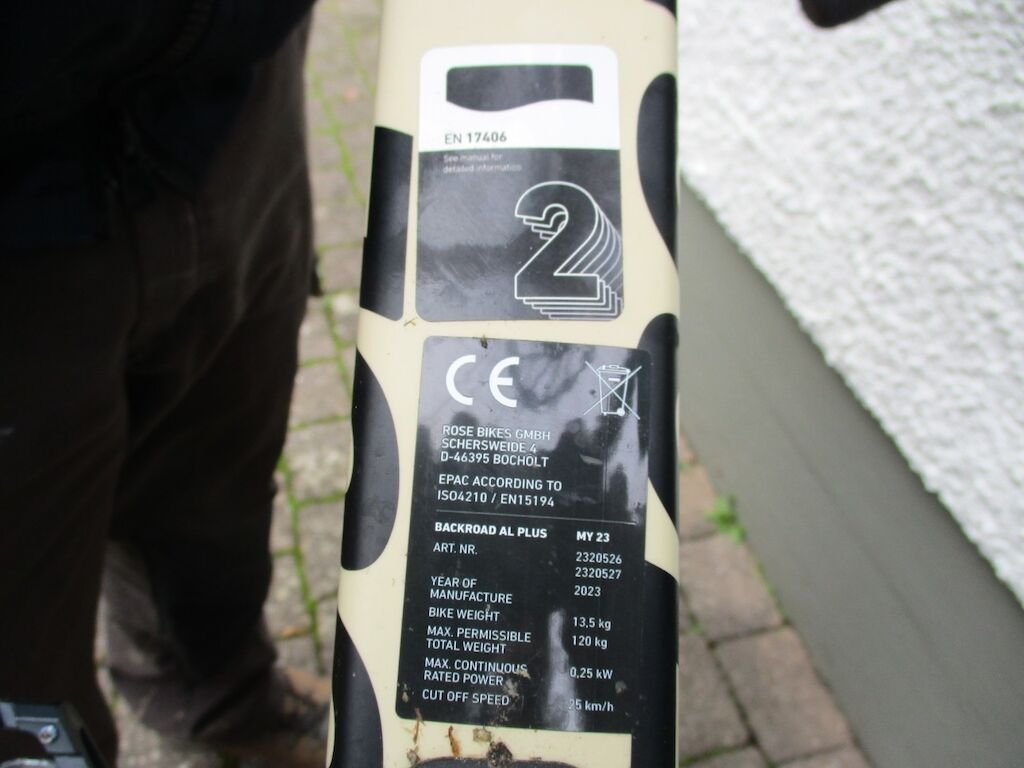 EN 17406
See manual for
detailed information
2
CE
ROSE BIKES GMBH
SCHERSWEIDE 4
D-46395 BOCHOLT
EPAC ACCORDING TO
ISO4210 / EN15194
BACKROAD AL PLUS MY 23
ART. NR. 2320526
2320527
YEAR OF
MANUFACTURE 2023
BIKE WEIGHT 13,5 kg
MAX. PERMISSIBLE
TOTAL WEIGHT 120 kg
MAX. CONTINUOUS
RATED POWER 0,25 kW
CUT OFF SPEED 25 km/h